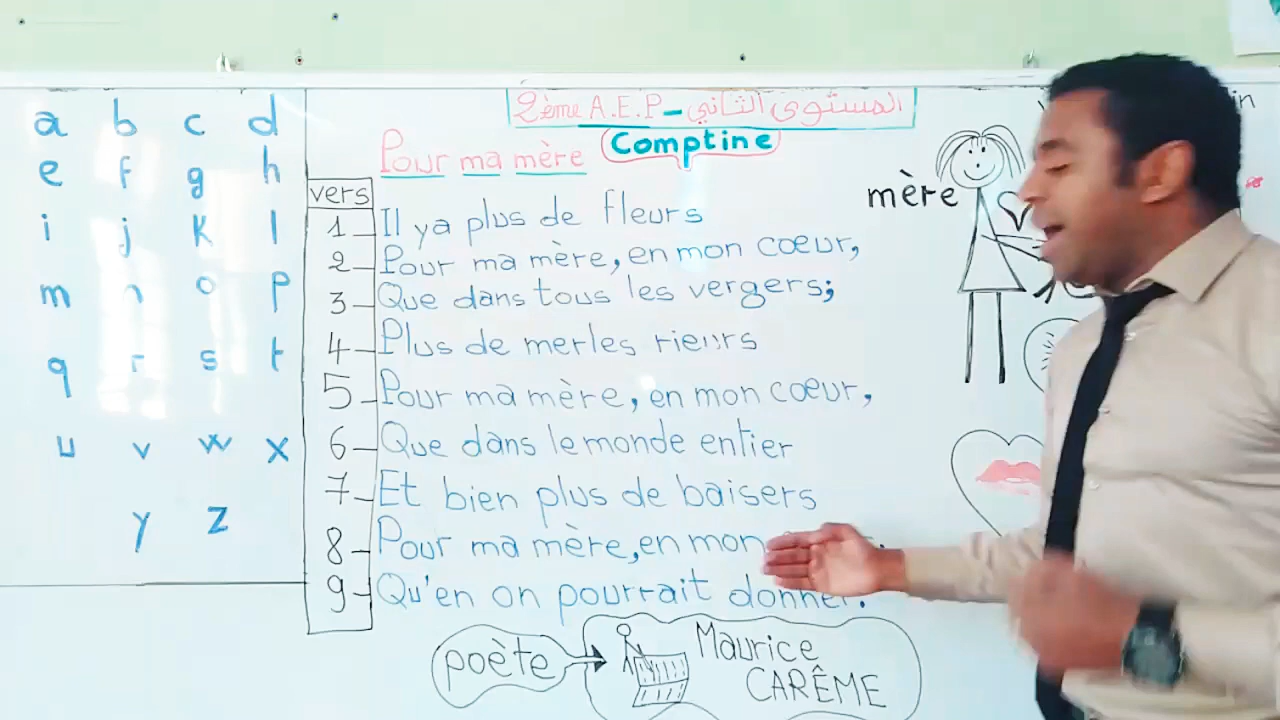 a b c d
e f g h
i j k l
m n o p
q r s t
u v w x
y z
2ème A.E.P - المستوى الثاني
Pour ma mère
Comptine
vers
1 Il ya plus de fleurs
2 Pour ma mère, en mon coeur,
3 Que dans tous les vergers;
4 Plus de merles rieurs
5 Pour ma mère, en mon coeur,
6 Que dans le monde entier
7 Et bien plus de baisers
8 Pour ma mère, en mon
9 Qu'en on pourrait donner.
poète
Maurice
CARÊME
mère